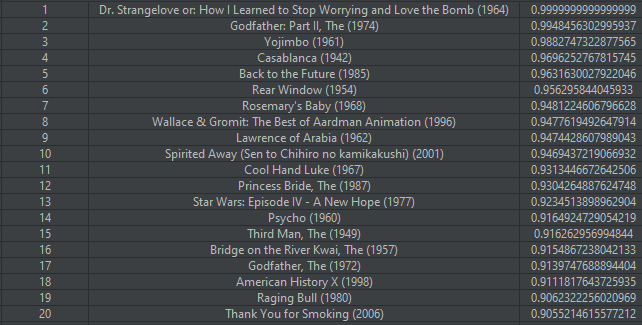 1 Dr. Strangelove or: How I Learned to Stop Worrying and Love the Bomb (1964) 0.9999999999999999
2 Godfather: Part II, The (1974) 0.9948456302995937
3 Yojimbo (1961) 0.9882747322877565
4 Casablanca (1942) 0.9696252767815745
5 Back to the Future (1985) 0.9631630027922046
6 Rear Window (1954) 0.956295844045933
7 Rosemary's Baby (1968) 0.9481224606796628
8 Wallace & Gromit: The Best of Aardman Animation (1996) 0.9477619492647914
9 Lawrence of Arabia (1962) 0.9474428607989043
10 Spirited Away (Sen to Chihiro no kamikakushi) (2001) 0.9469437219066932
11 Cool Hand Luke (1967) 0.9313446672642506
12 Princess Bride, The (1987) 0.9304264887624748
13 Star Wars: Episode IV - A New Hope (1977) 0.9234513898962904
14 Psycho (1960) 0.9164924729054219
15 Third Man, The (1949) 0.916262956994844
16 Bridge on the River Kwai, The (1957) 0.9154867238042133
17 Godfather, The (1972) 0.9139747688894404
18 American History X (1998) 0.9111817643725935
19 Raging Bull (1980) 0.9062322256020969
20 Thank You for Smoking (2006) 0.9055214615577212